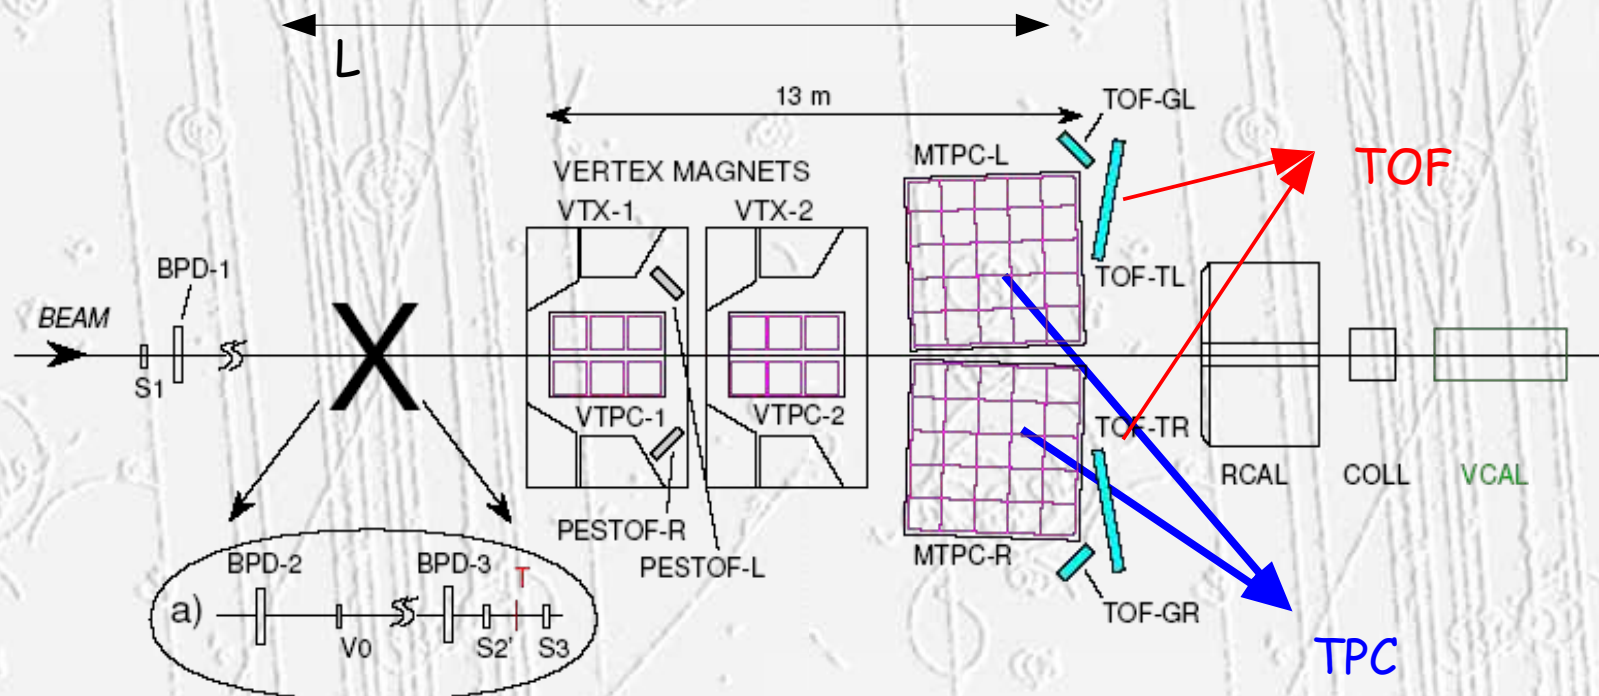 L
13 m
TOF-GL
MTPC-L
TOF
VERTEX MAGNETS
VTX-1
VTX-2
BPD-1
TOF-TL
BEAM
S1
VTPC-1
VTPC-2
TOF-TR
RCAL
COLL
VCAL
PESTOF-R
PESTOF-L
MTPC-R
BPD-2
BPD-3
T
a)
TOF-GR
V0
S2'
S3
TPC